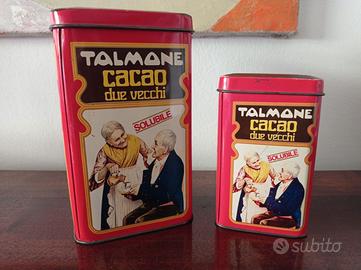 TALMONE
cacao
due vecchi
SOLUBILE
TALMONE
cacao
due vecchi
SOLUBILE
subito